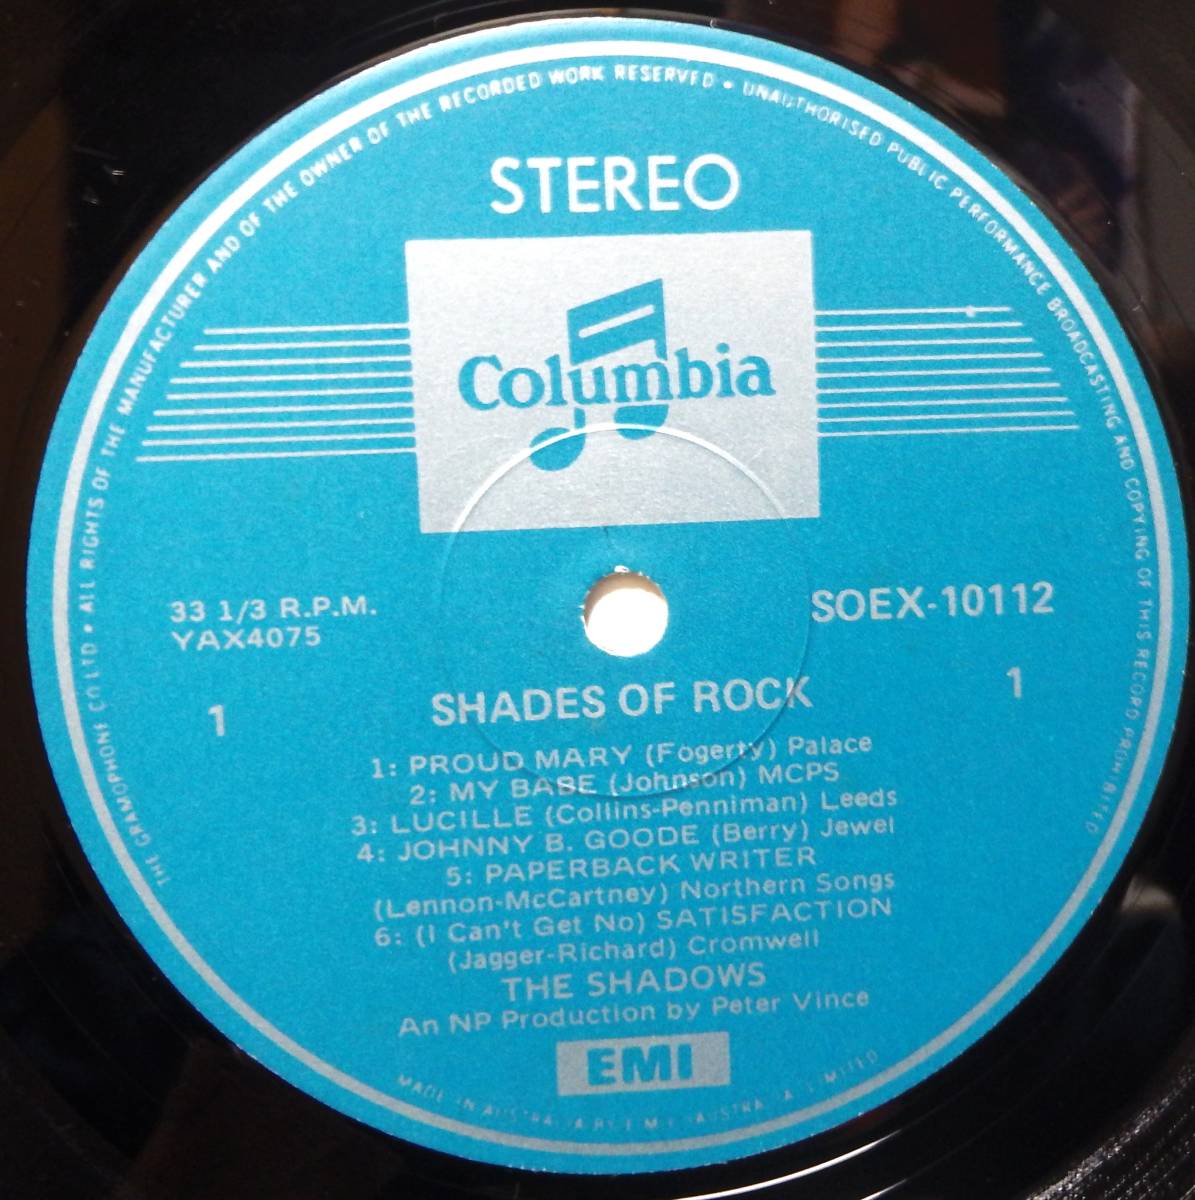 THE GRAMOPHONE CO LTD • ALL RIGHTS OF THE MANUFACTURER AND OF THE OWNER OF THE RECORDED WORK RESERVED • UNAUTHORISED PUBLIC PERFORMANCE BROADCASTING AND COPYING OF THIS RECORD PROHIBITED
STEREO
Columbia
33 1/3 R.P.M.
YAX4075
SOEX-10112
1
1
SHADES OF ROCK
1: PROUD MARY (Fogerty) Palace
2: MY BABE (Johnson) MCPS
3: LUCILLE (Collins-Penniman) Leeds
4: JOHNNY B. GOODE (Berry) Jewel
5: PAPERBACK WRITER
(Lennon-McCartney) Northern Songs
6: (I Can't Get No) SATISFACTION
(Jagger-Richard) Cromwell
THE SHADOWS
An NP Production by Peter Vince
EMI
MADE IN AUSTRALIA BY E.M.I. (AUSTRALIA) LIMITED